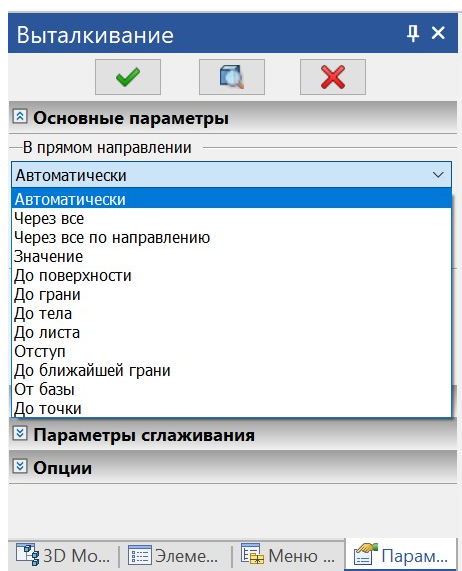 Выталкивание
Основные параметры
В прямом направлении
Автоматически
Автоматически
Через все
Через все по направлению
Значение
До поверхности
До грани
До тела
До листа
Отступ
До ближайшей грани
От базы
До точки
Параметры сглаживания
Опции
3D Мо... Элеме... Меню ... Парам...